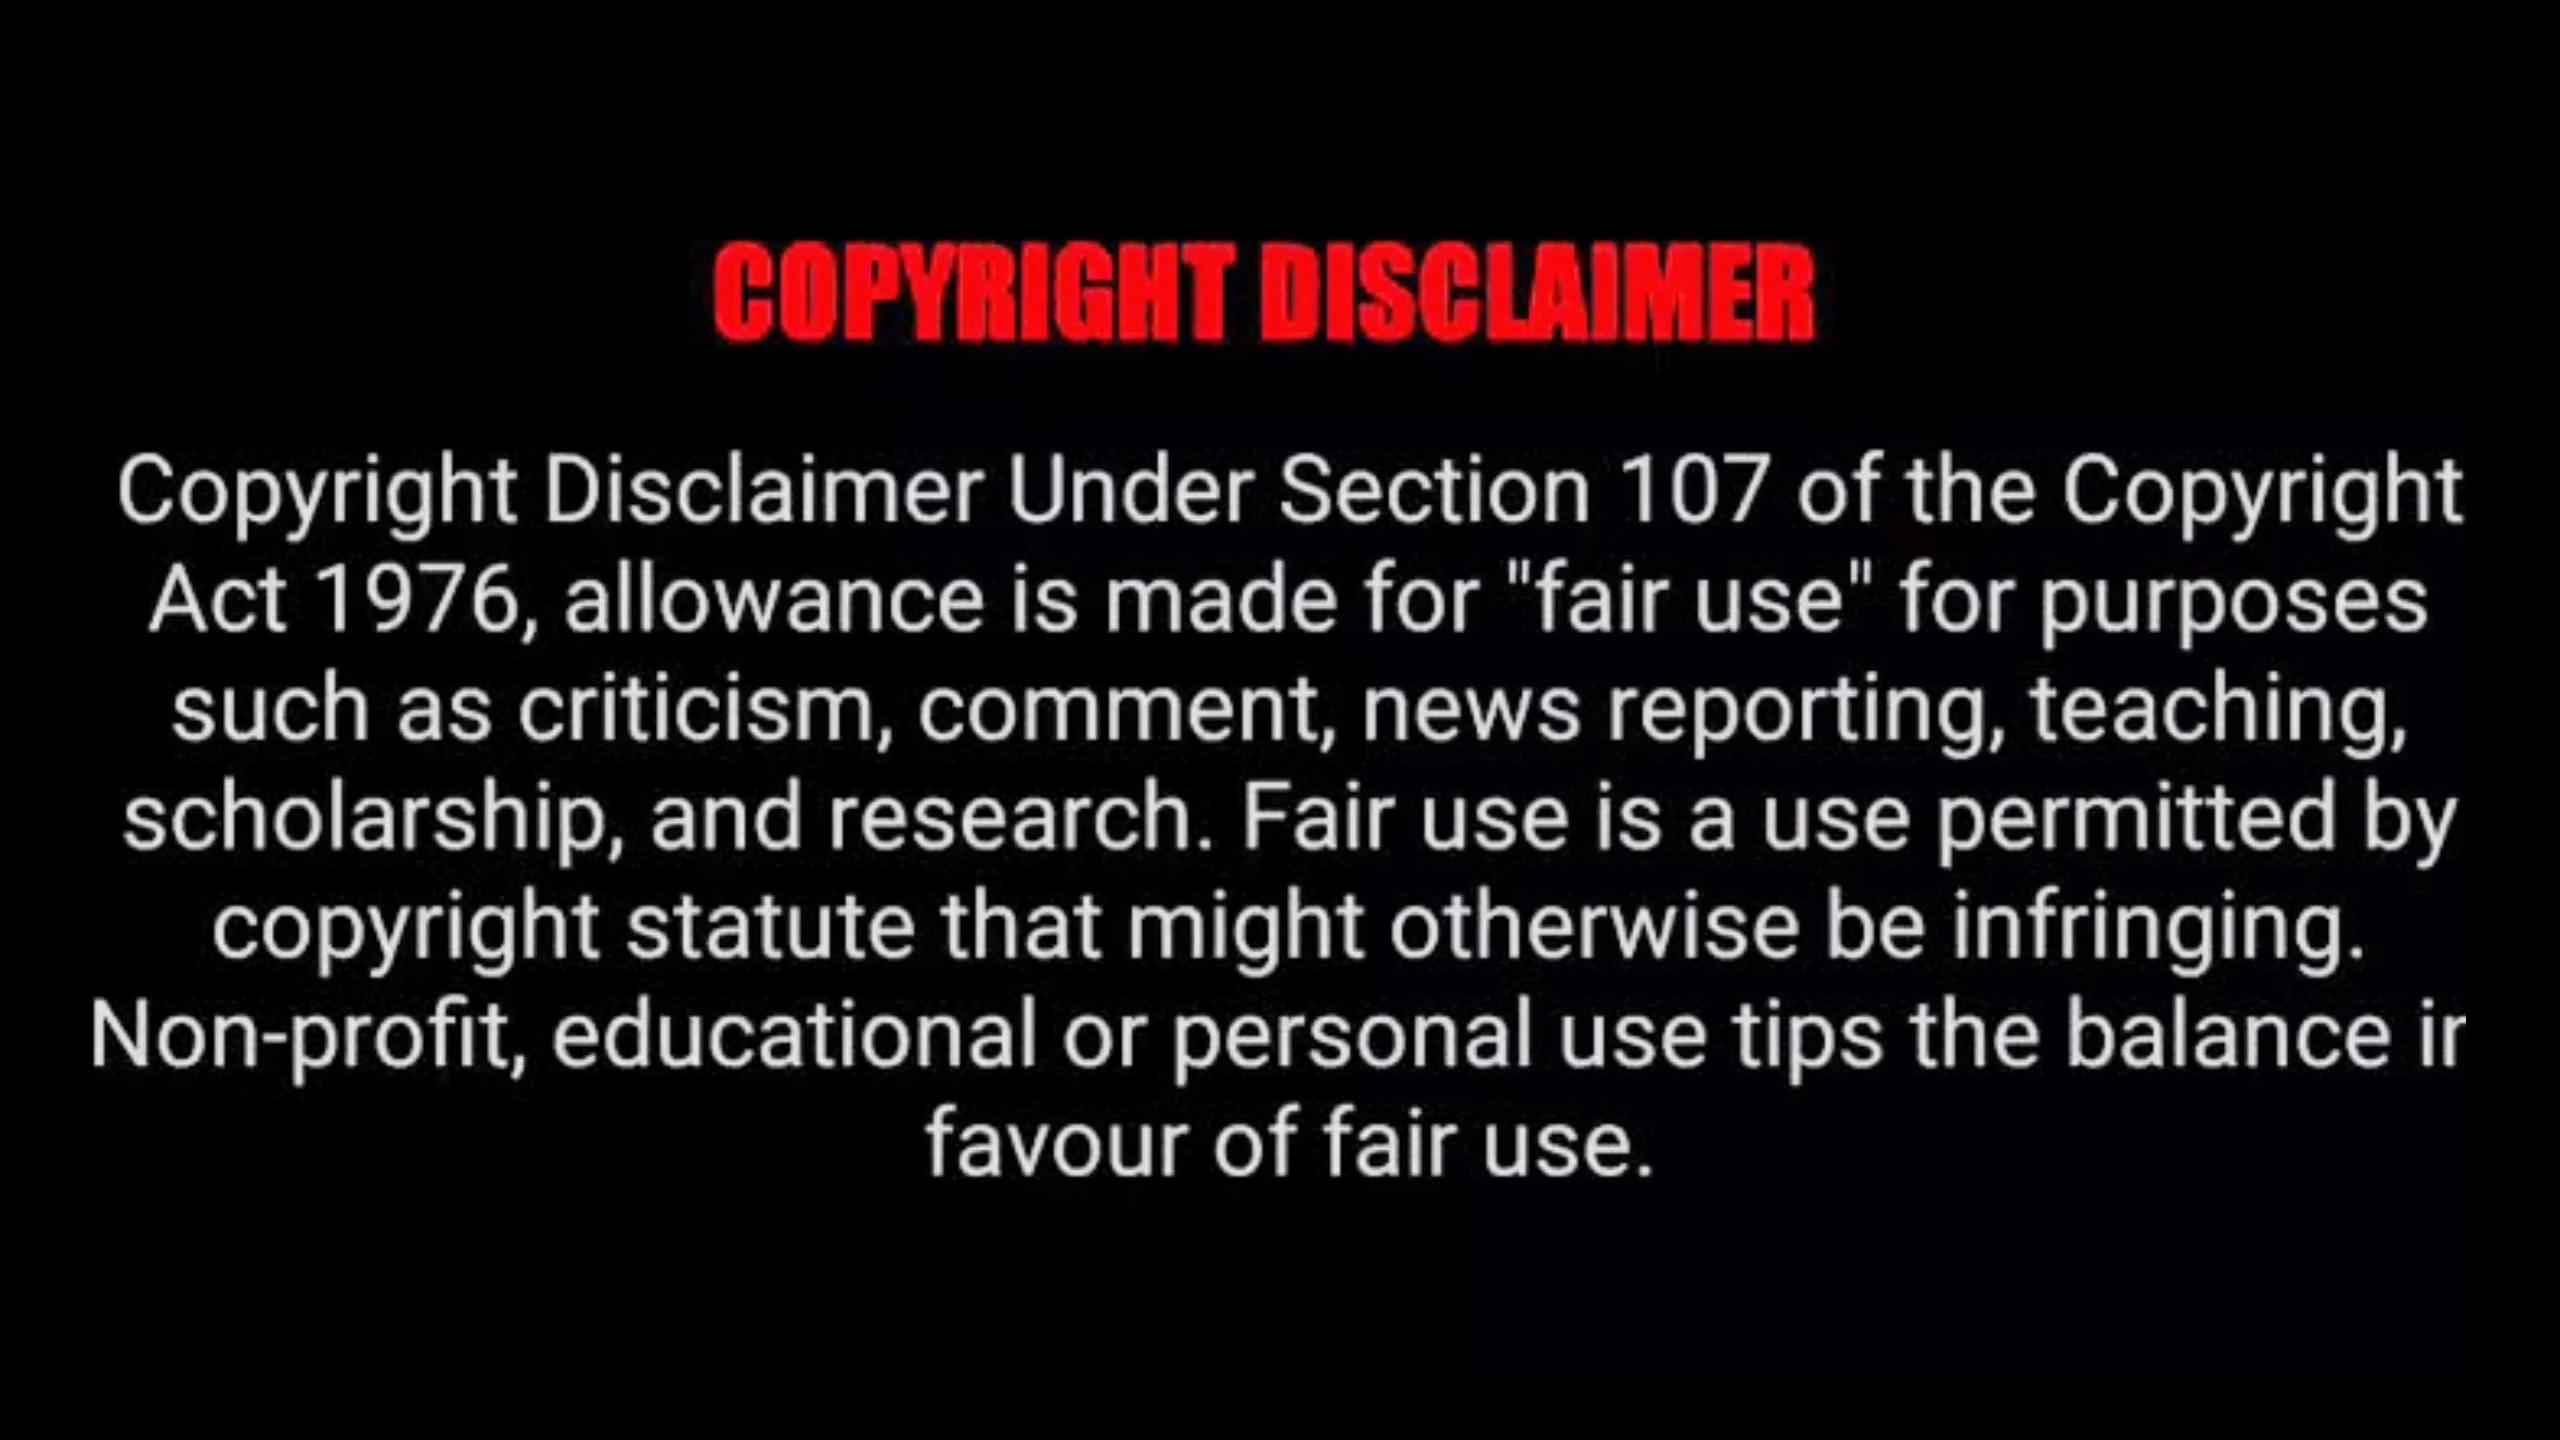 COPYRIGHT DISCLAIMER
Copyright Disclaimer Under Section 107 of the Copyright
Act 1976, allowance is made for "fair use" for purposes
such as criticism, comment, news reporting, teaching,
scholarship, and research. Fair use is a use permitted by
copyright statute that might otherwise be infringing.
Non-profit, educational or personal use tips the balance in
favour of fair use.